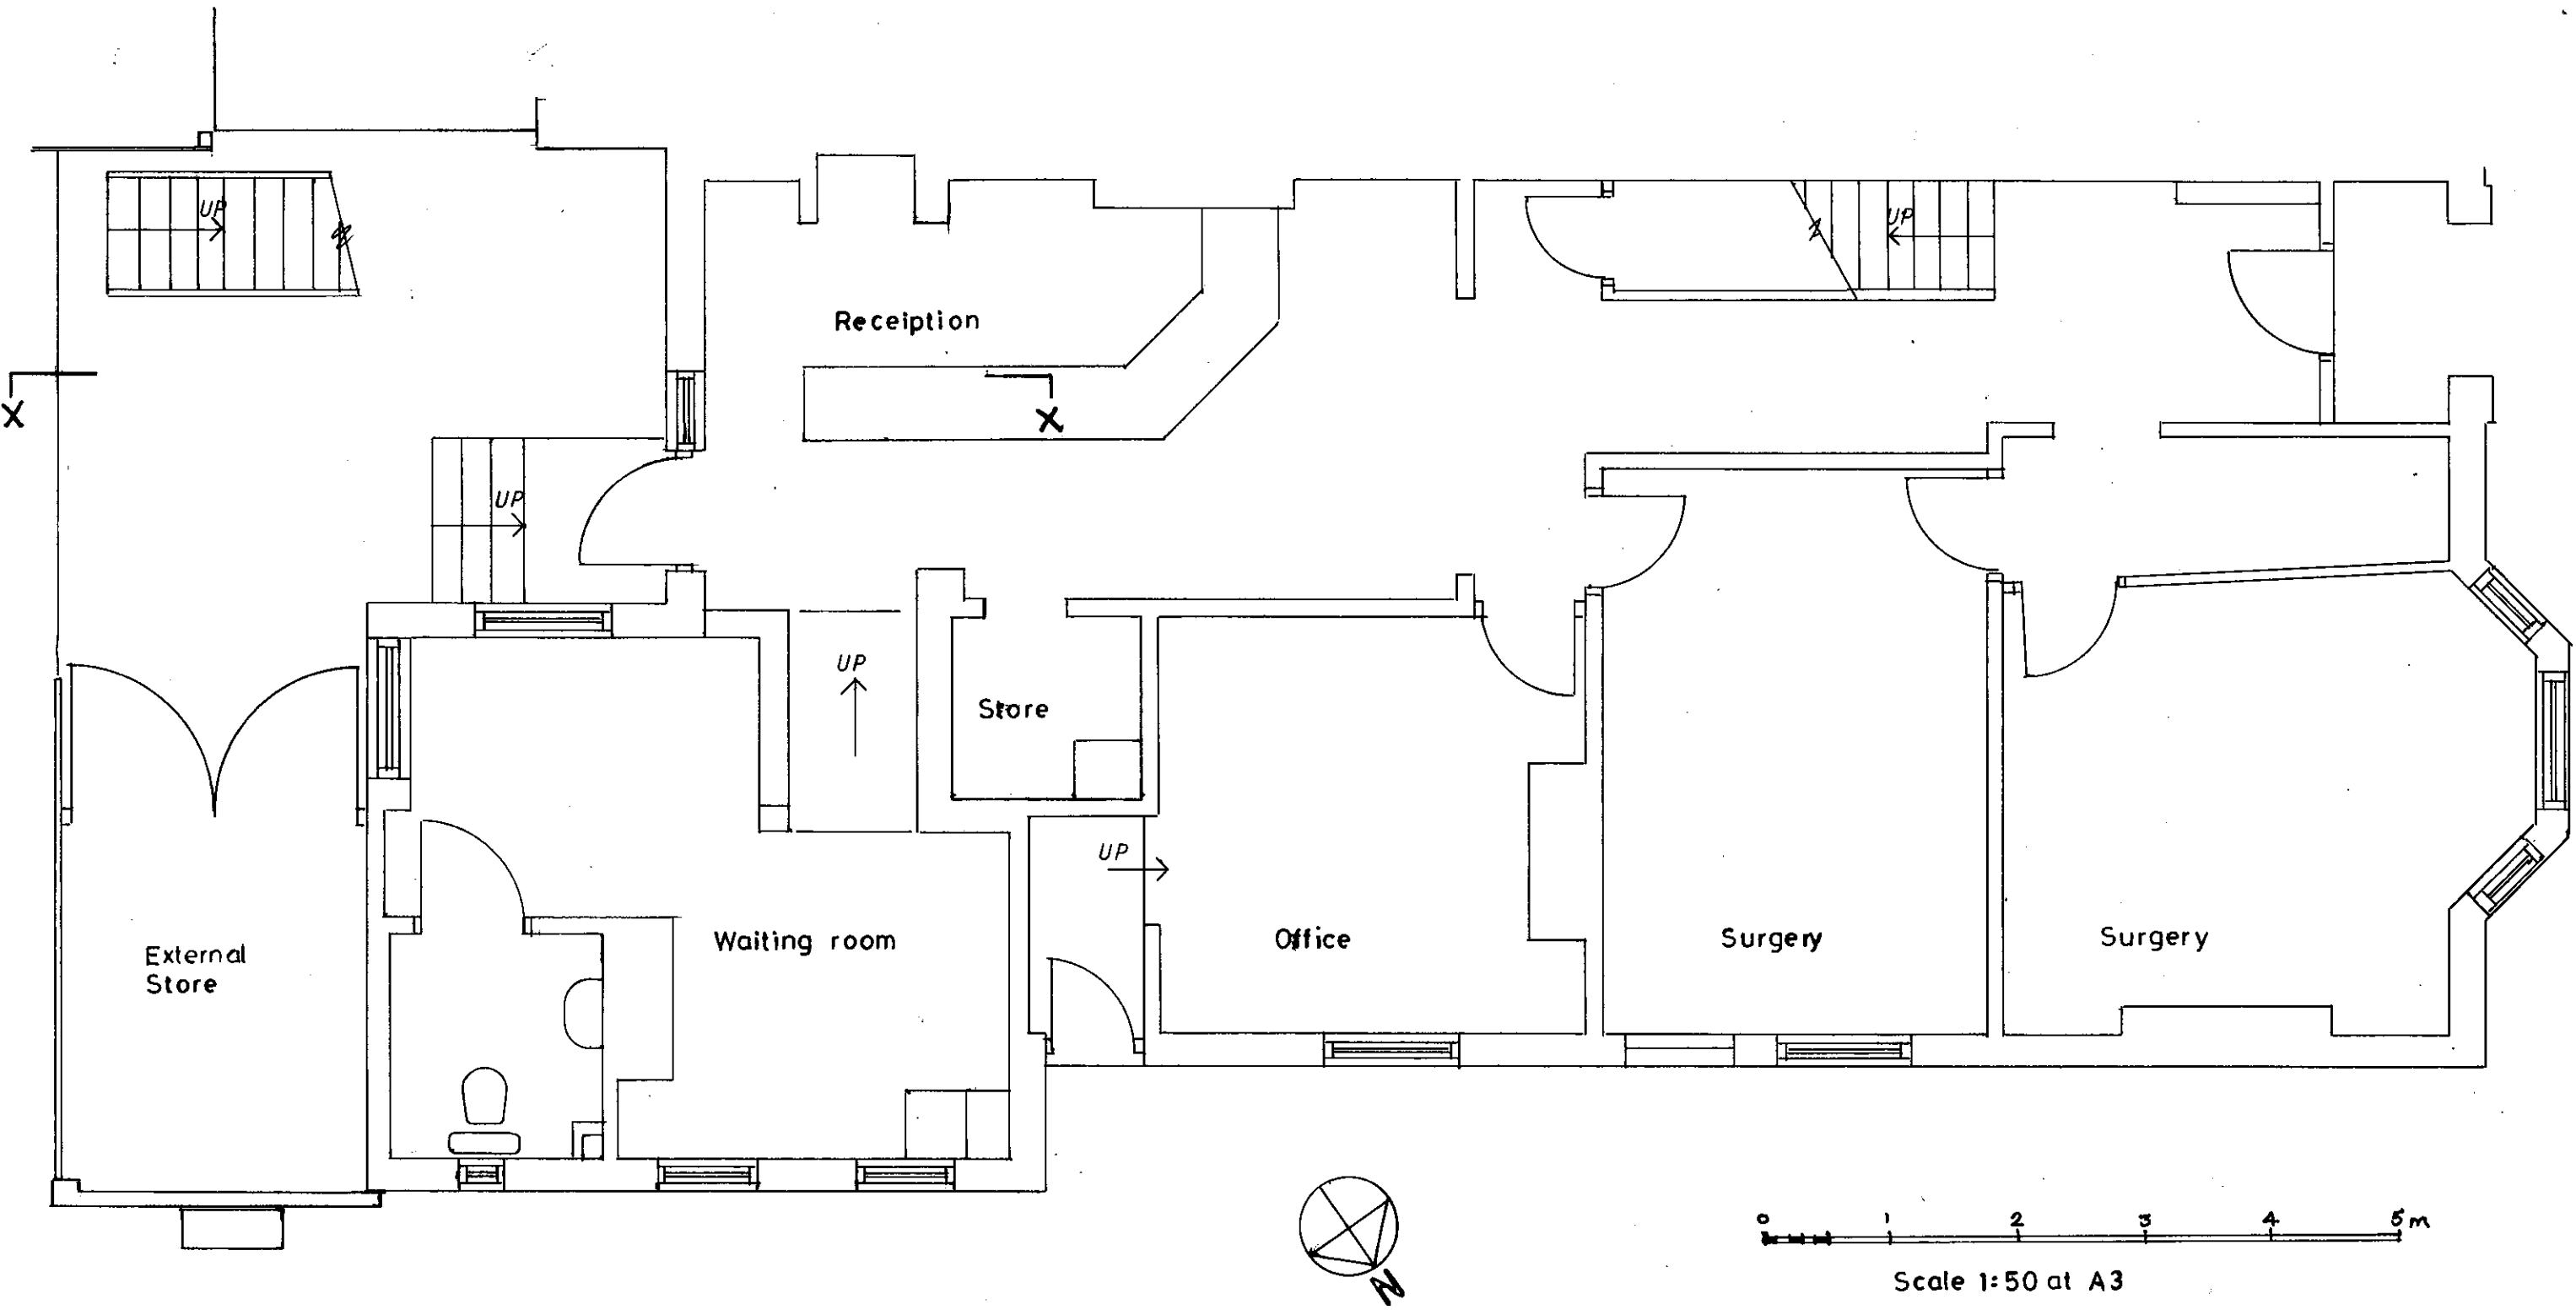 UP
UP
Receiption
X
X
UP
UP
Store
UP
External
Store
Waiting room
Office
Surgery
Surgery
N
0 1 2 3 4 5m
Scale 1:50 at A3